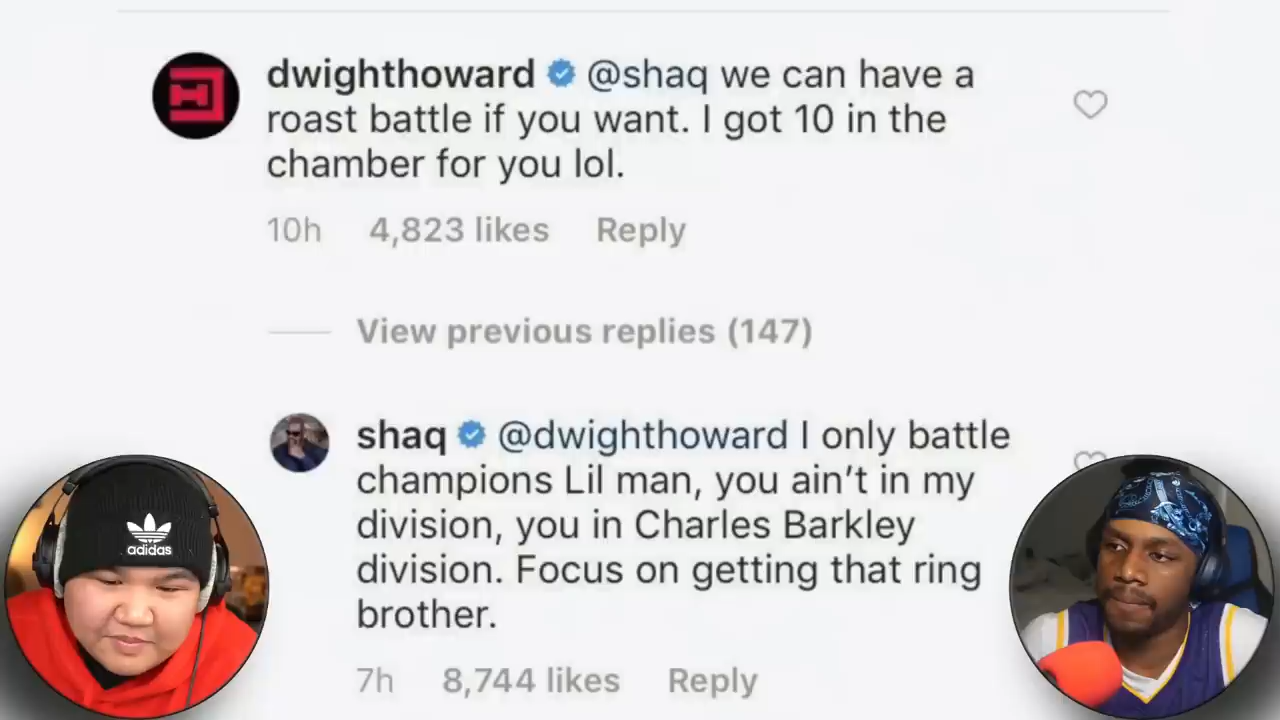 dwighthoward @shaq we can have a
roast battle if you want. I got 10 in the
chamber for you lol.
10h 4,823 likes Reply
View previous replies (147)
shaq @dwighthoward I only battle
champions Lil man, you ain’t in my
division, you in Charles Barkley
division. Focus on getting that ring
brother.
7h 8,744 likes Reply
adidas